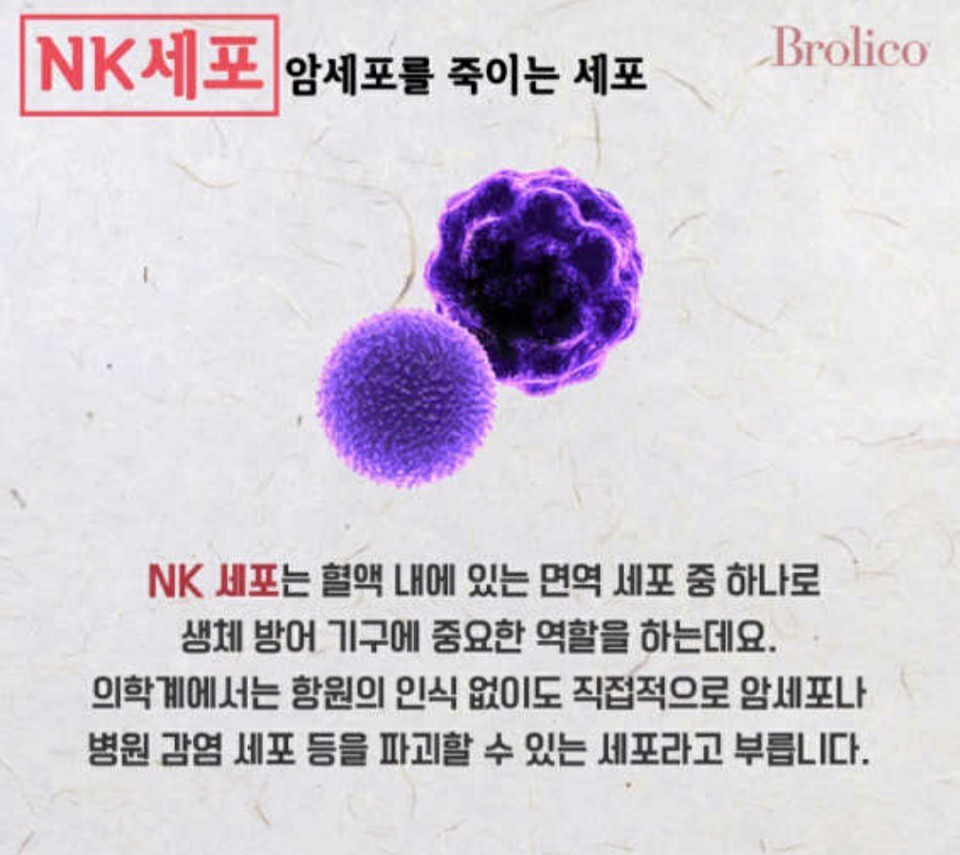 NK세포 암세포를 죽이는 세포
Brolico
NK 세포는 혈액 내에 있는 면역 세포 중 하나로
생체 방어 기구에 중요한 역할을 하는데요.
의학계에서는 항원의 인식 없이도 직접적으로 암세포나
병원 감염 세포 등을 파괴할 수 있는 세포라고 부릅니다.